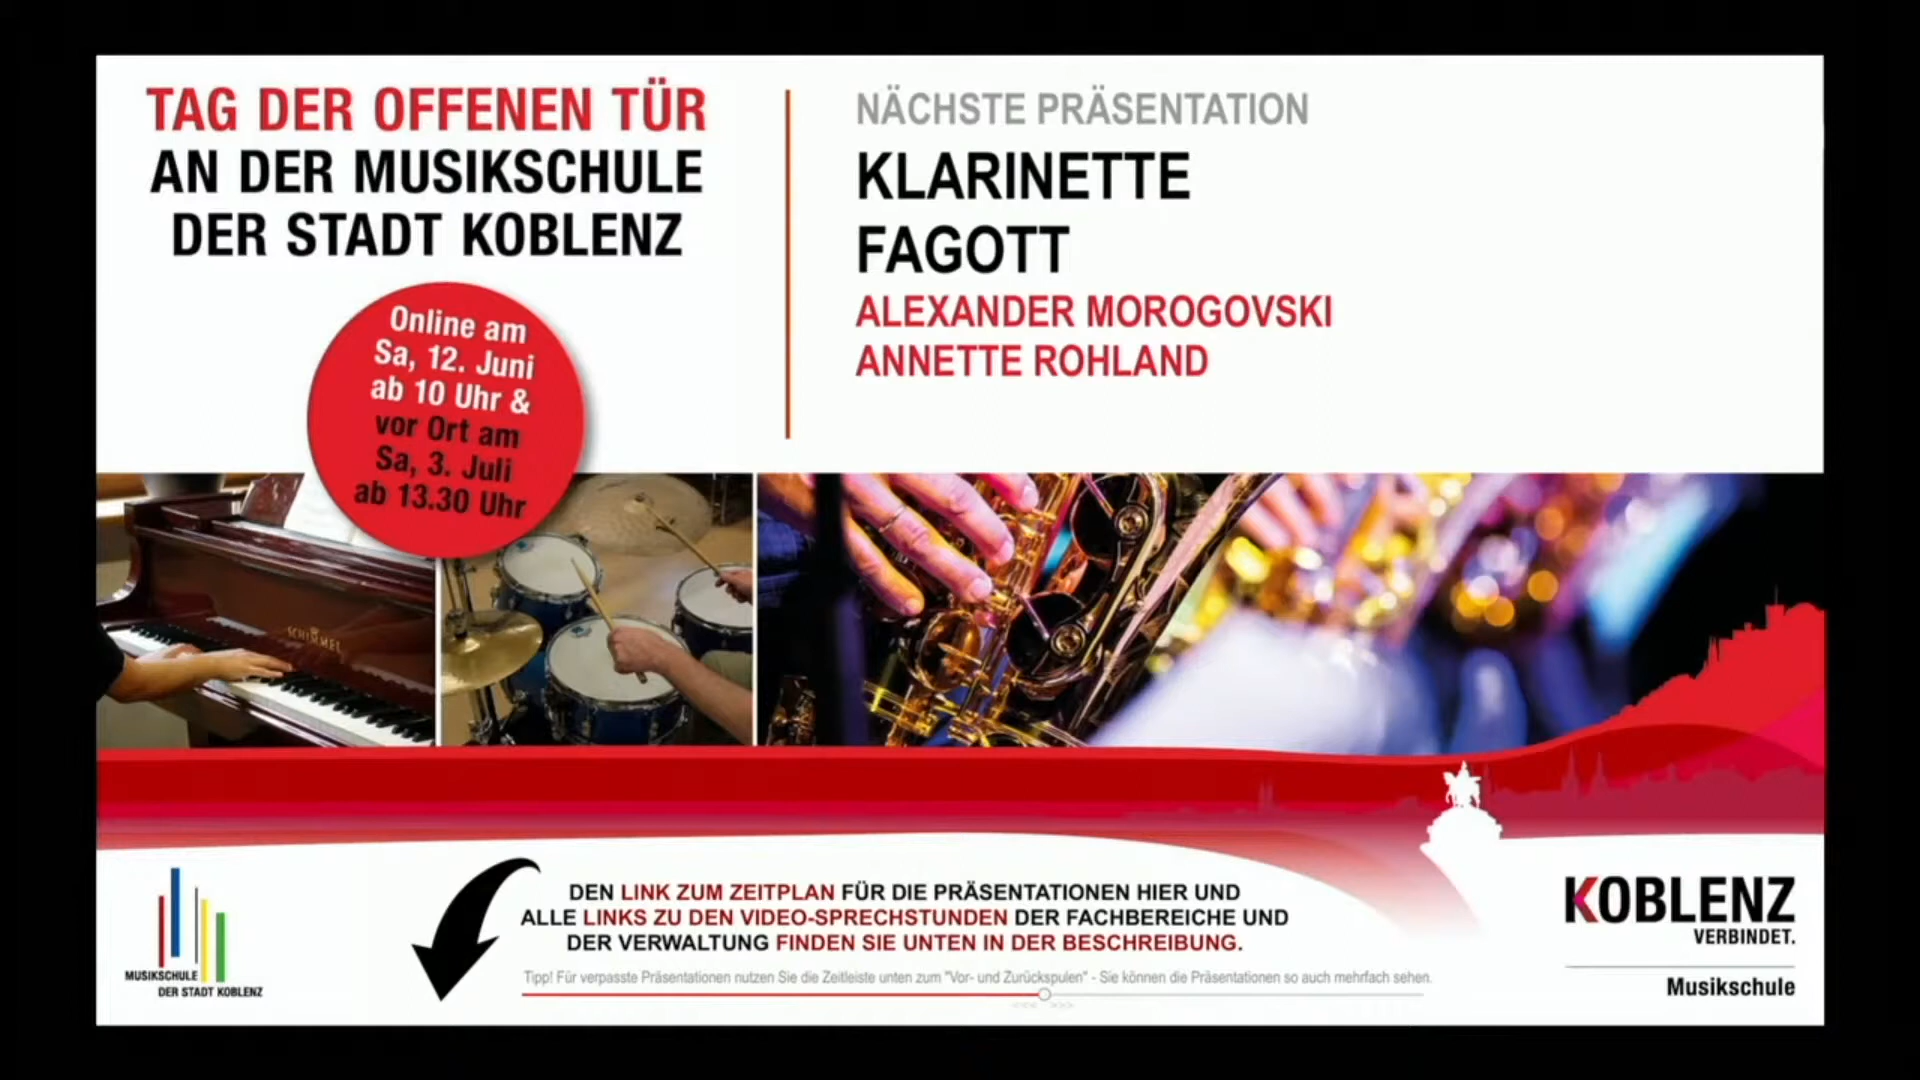 TAG DER OFFENEN TÜR
AN DER MUSIKSCHULE
DER STADT KOBLENZ
Online am
Sa, 12. Juni
ab 10 Uhr &
vor Ort am
Sa, 3. Juli
ab 13.30 Uhr
NÄCHSTE PRÄSENTATION
KLARINETTE
FAGOTT
ALEXANDER MOROGOVSKI
ANNETTE ROHLAND
SCHIMMEL
DEN LINK ZUM ZEITPLAN FÜR DIE PRÄSENTATIONEN HIER UND
ALLE LINKS ZU DEN VIDEO-SPRECHSTUNDEN DER FACHBEREICHE UND
DER VERWALTUNG FINDEN SIE UNTEN IN DER BESCHREIBUNG.
Tipp! Für verpasste Präsentationen nutzen Sie die Zeitleiste unten zum "Vor- und Zurückspulen" - Sie können die Präsentationen so auch mehrfach sehen.
<<< >>>
MUSIKSCHULE
DER STADT KOBLENZ
KOBLENZ
VERBINDET.
Musikschule